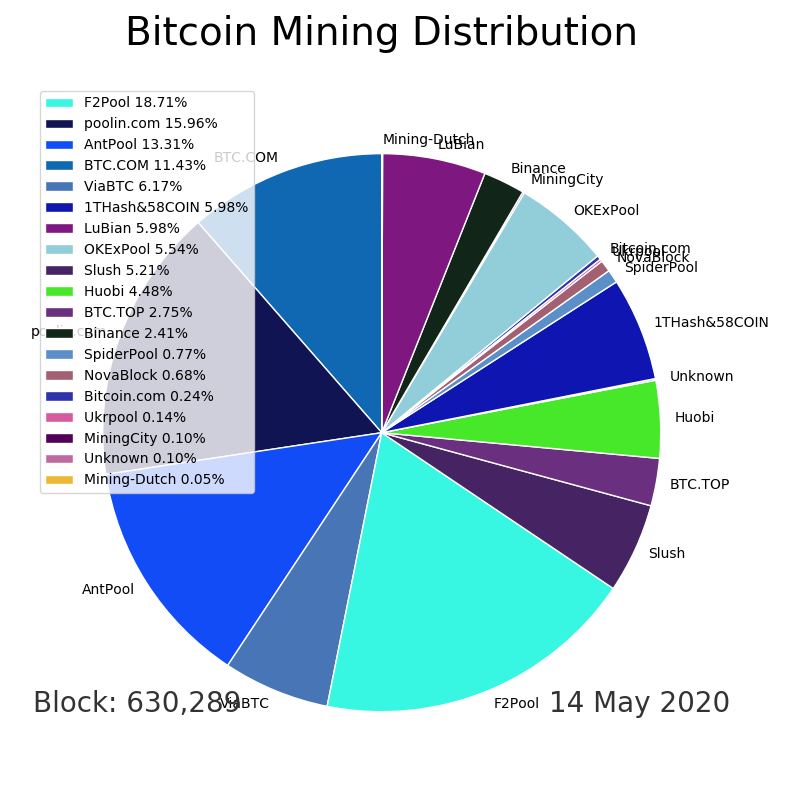 Bitcoin Mining Distribution
F2Pool 18.71%
poolin.com 15.96%
AntPool 13.31%
BTC.COM 11.43%
ViaBTC 6.17%
1THash&58COIN 5.98%
LuBian 5.98%
OKExPool 5.54%
Slush 5.21%
Huobi 4.48%
BTC.TOP 2.75%
Binance 2.41%
SpiderPool 0.77%
NovaBlock 0.68%
Bitcoin.com 0.24%
Ukrpool 0.14%
MiningCity 0.10%
Unknown 0.10%
Mining-Dutch 0.05%
Mining-Dutch
LuBian
Binance
MiningCity
OKExPool
Bitcoin.com
Ukrpool
NovaBlock
SpiderPool
1THash&58COIN
Unknown
Huobi
BTC.TOP
Slush
F2Pool
ViaBTC
AntPool
poolin.com
BTC.COM
Block: 630,289
14 May 2020